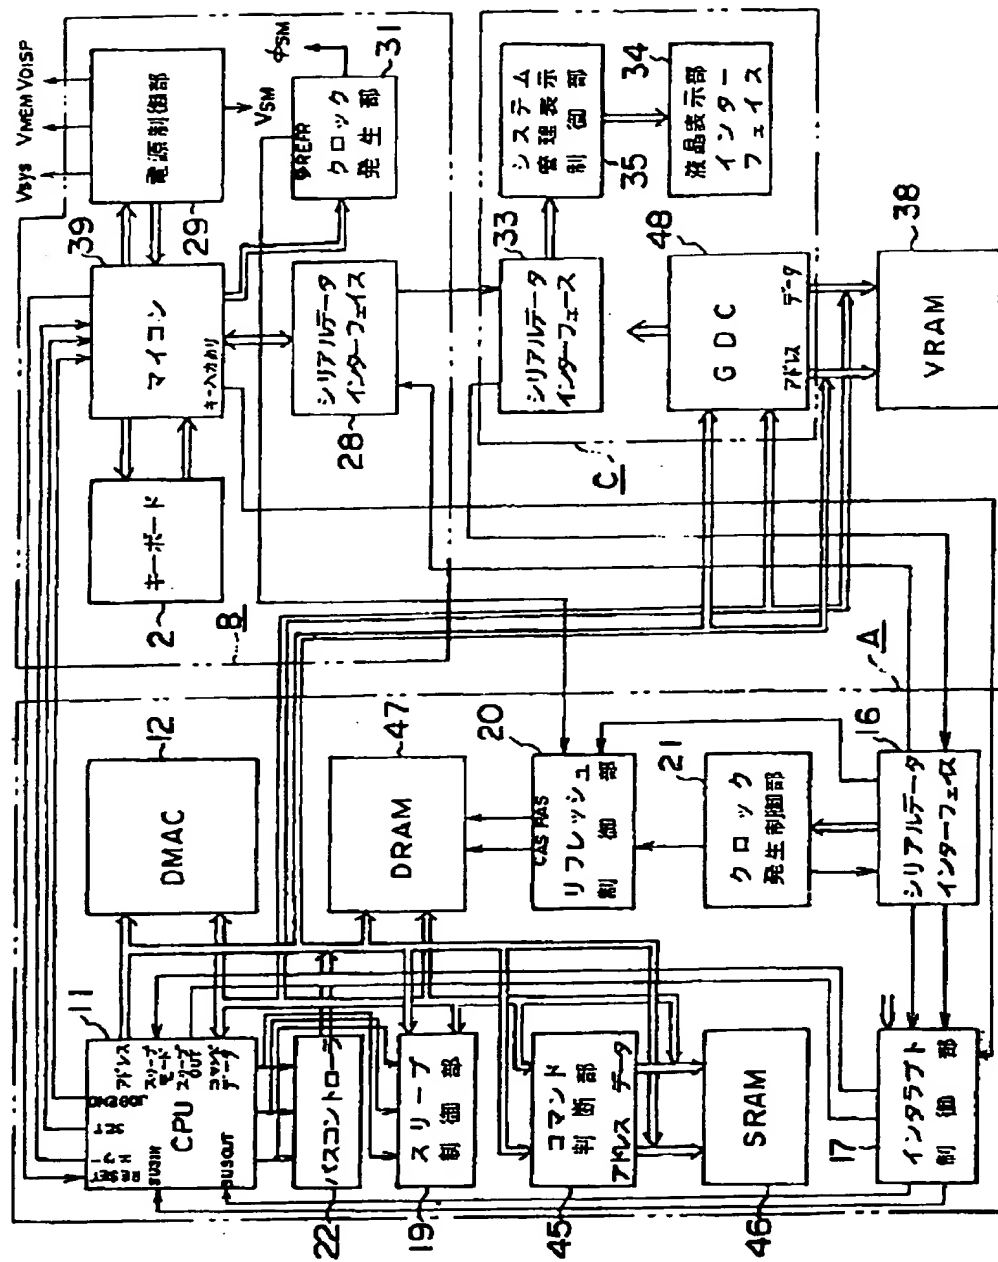 11
RESET
ハルト
JOBEND
アドレス
スリープ
モード
スリープ
OUT
コマンド
データ
CPU
BUSIN
BUSOUT
22
バスコントローラ
19
スリープ
制御部
45
コマンド
判断部
アドレス
データ
46
SRAM
17
インタラプト
制御部
12
DMAC
47
DRAM
20
CAS
RAS
リフレッシュ
制御部
21
クロック
発生制御部
16
シリアルデータ
インターフェイス
A
2
キーボード
B
39
マイコン
キー入力かり
28
シリアルデータ
インターフェイス
Vsys
VMEM
VDISP
電源制御部
29
VSM
φSM
φREFR
クロック
発生部
31
C
33
シリアルデータ
インターフェース
システム
管理表示
制御部
35
34
液晶表示部
インター
フェイス
48
GDC
アドレス
データ
38
VRAM